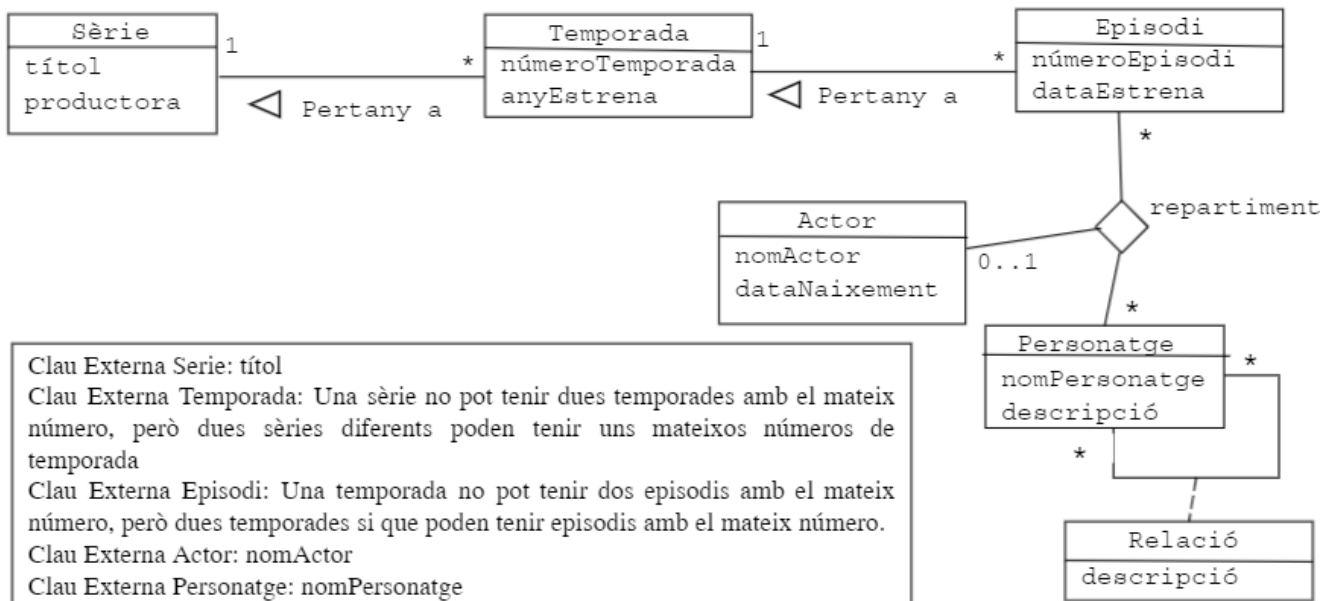 Sèrie
títol
productora
1
*
Pertany a
Temporada
númeroTemporada
anyEstrena
1
*
Pertany a
Episodi
númeroEpisodi
dataEstrena
*
repartiment
Actor
nomActor
dataNaixement
0..1
*
Personatge
nomPersonatge
descripció
*
*
Relació
descripció
Clau Externa Serie: títol
Clau Externa Temporada: Una sèrie no pot tenir dues temporades amb el mateix
número, però dues sèries diferents poden tenir uns mateixos números de
temporada
Clau Externa Episodi: Una temporada no pot tenir dos episodis amb el mateix
número, però dues temporades si que poden tenir episodis amb el mateix número.
Clau Externa Actor: nomActor
Clau Externa Personatge: nomPersonatge